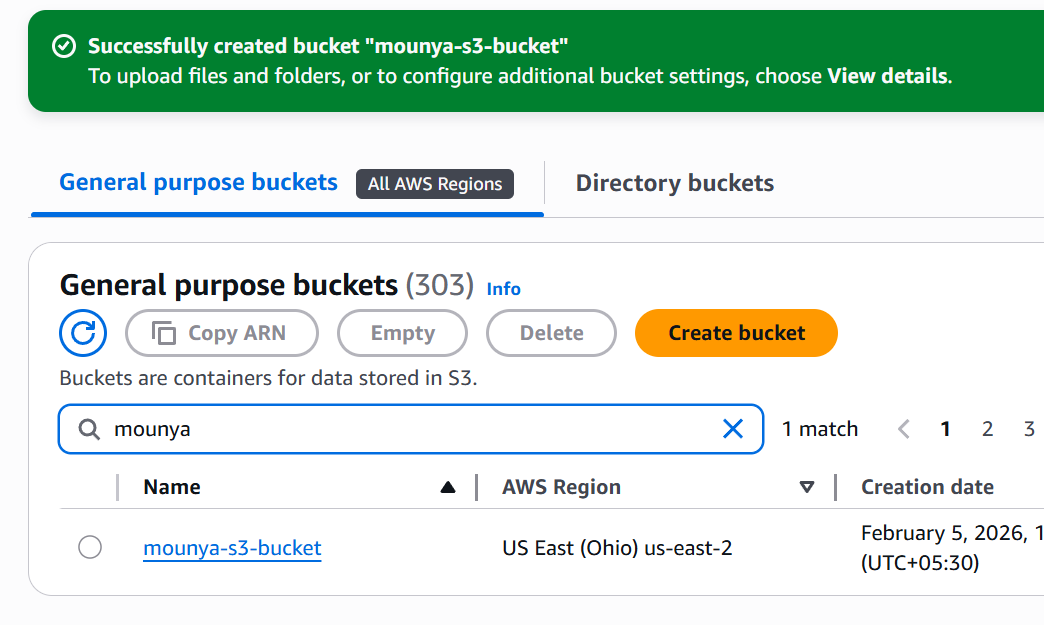 Successfully created bucket "mounya-s3-bucket"
To upload files and folders, or to configure additional bucket settings, choose View details.
General purpose buckets All AWS Regions Directory buckets
General purpose buckets (303) Info
Copy ARN Empty Delete Create bucket
Buckets are containers for data stored in S3.
mounya 1 match 1 2 3
Name AWS Region Creation date
mounya-s3-bucket US East (Ohio) us-east-2 February 5, 2026, 1
(UTC+05:30)